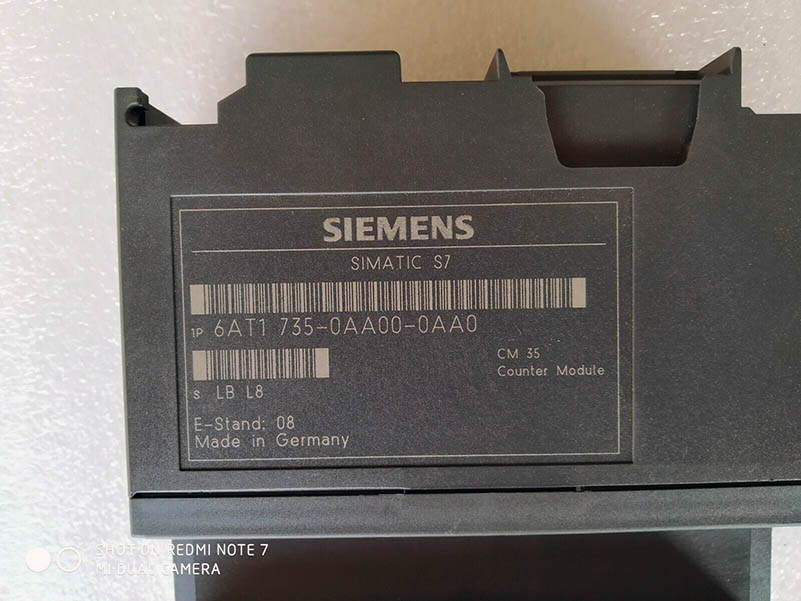 SIEMENS
SIMATIC S7
1P 6AT1 735-0AA00-0AA0
CM 35
Counter Module
S LB L8
E-Stand: 08
Made in Germany
SHOT ON REDMI NOTE 7
MI DUAL CAMERA